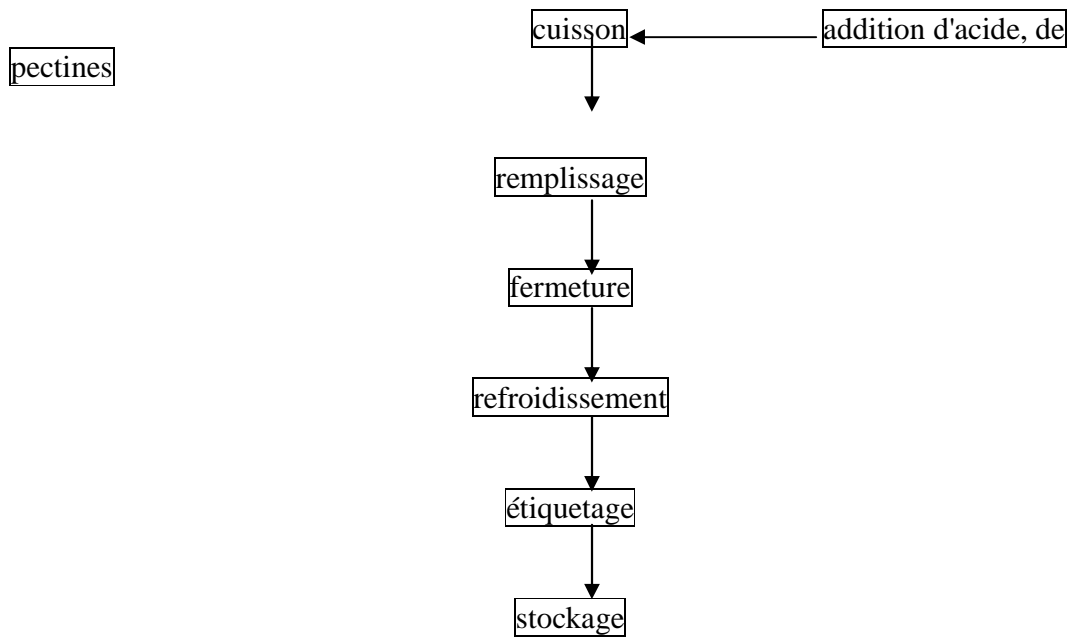 cuisson addition d'acide, de
pectines
remplissage
fermeture
refroidissement
étiquetage
stockage